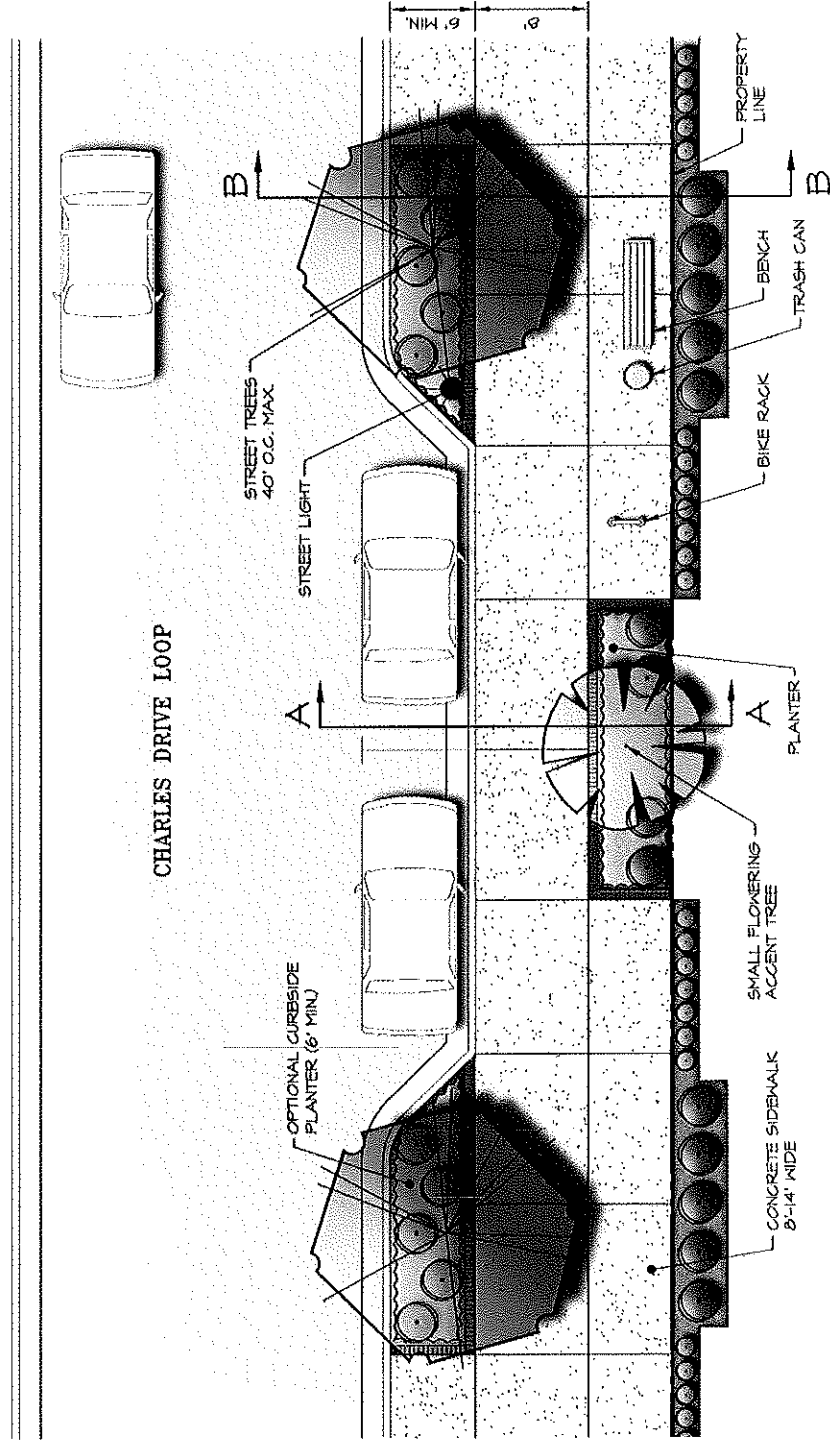 CHARLES DRIVE LOOP
OPTIONAL CURBSIDE
PLANTER (6' MIN.)
STREET TREES
40' O.C. MAX.
STREET LIGHT
A
A
B
B
6' MIN.
8'
CONCRETE SIDEWALK
8'-14' WIDE
SMALL FLOWERING
ACCENT TREE
PLANTER
BIKE RACK
TRASH CAN
BENCH
PROPERTY
LINE